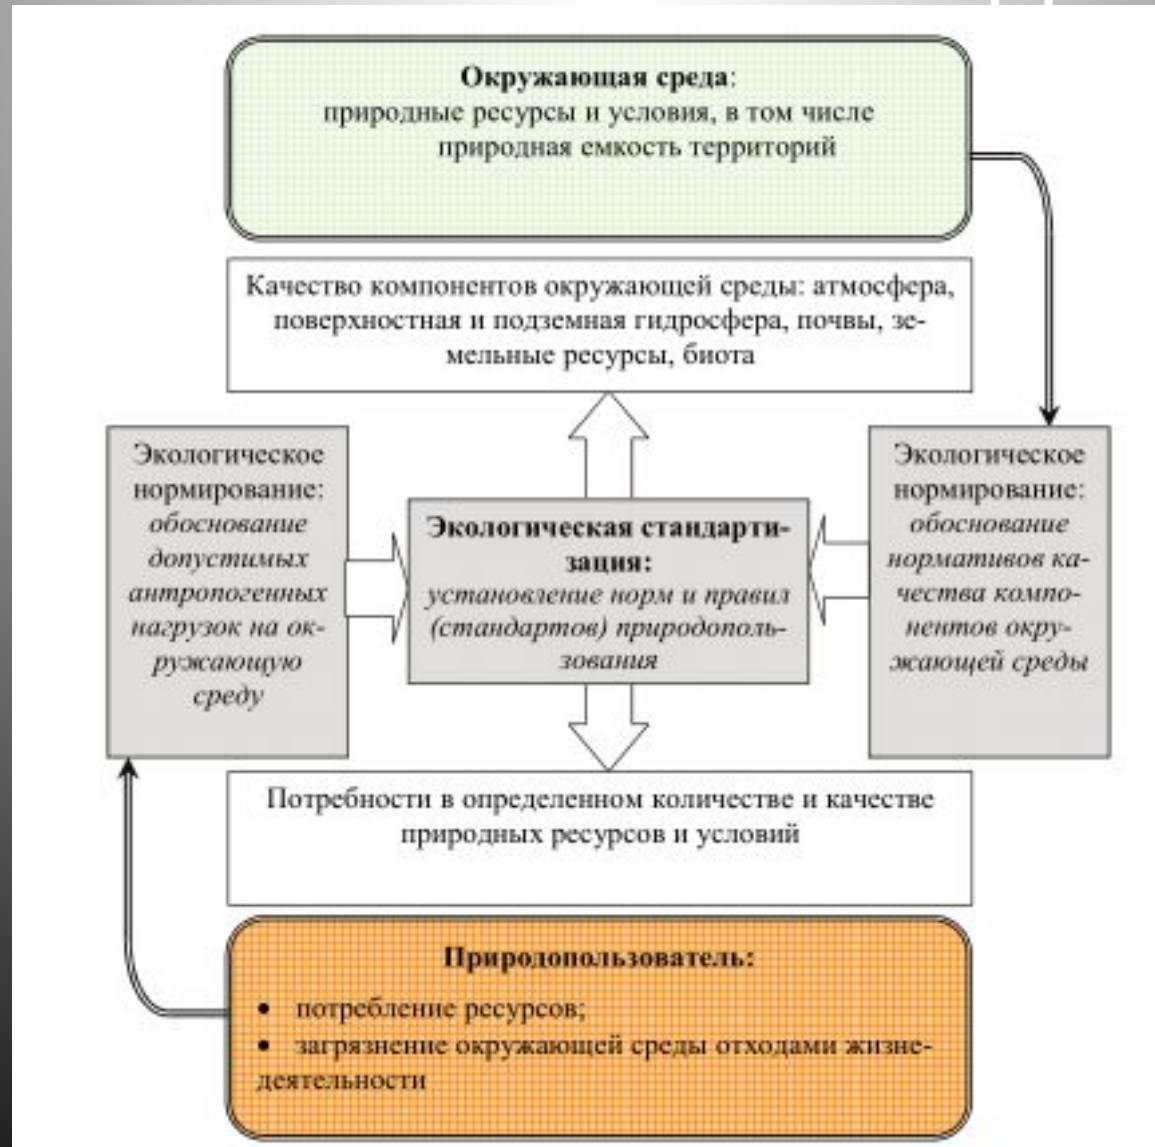 Окружающая среда:
природные ресурсы и условия, в том числе
природная емкость территорий
Качество компонентов окружающей среды: атмосфера,
поверхностная и подземная гидросфера, почвы, зе-
мельные ресурсы, биота
Экологическое
нормирование:
обоснование
допустимых
антропогенных
нагрузок на ок-
ружающую
среду
Экологическая стандарти-
зация:
установление норм и правил
(стандартов) природополь-
зования
Экологическое
нормирование:
обоснование
нормативов ка-
чества компо-
нентов окру-
жающей среды
Потребности в определенном количестве и качестве
природных ресурсов и условий
Природопользователь:
• потребление ресурсов;
• загрязнение окружающей среды отходами жизне-
деятельности